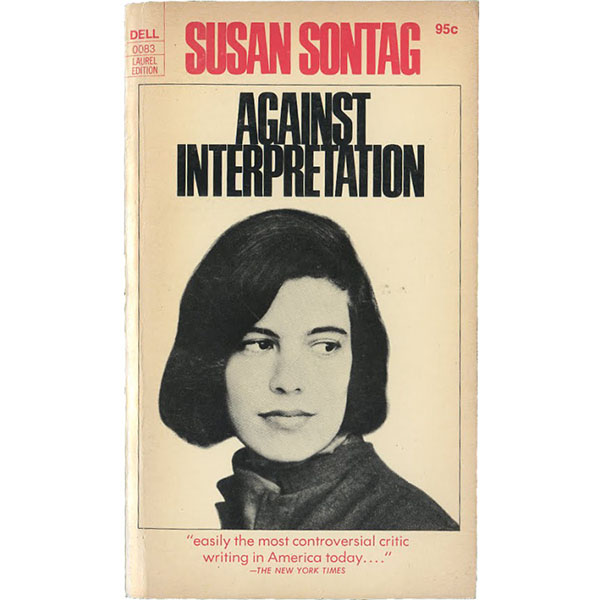 DELL
0083
LAUREL
EDITION
SUSAN SONTAG
95c
AGAINST
INTERPRETATION
"easily the most controversial critic
writing in America today...."
—THE NEW YORK TIMES